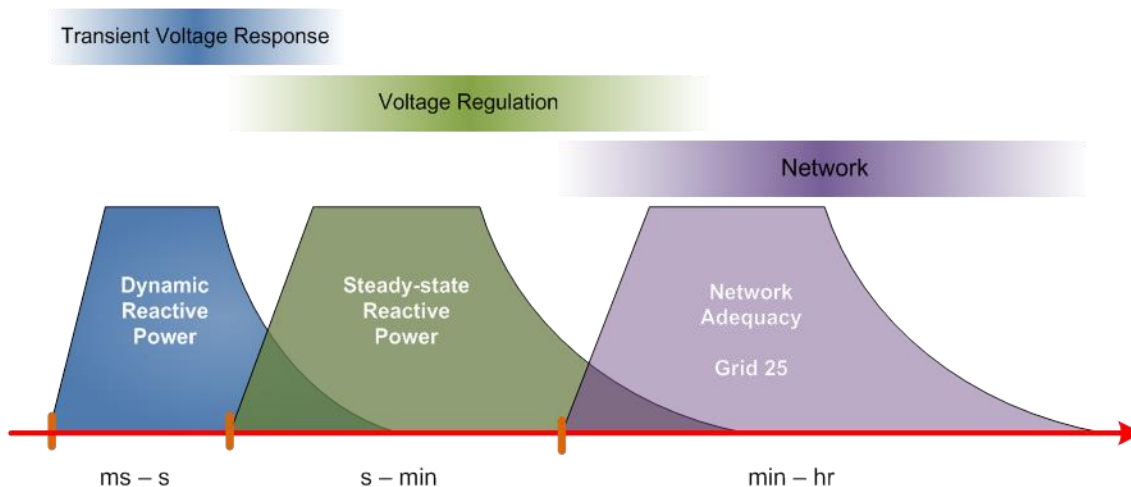 Transient Voltage Response
Voltage Regulation
Network
Dynamic
Reactive
Power
Steady-state
Reactive
Power
Network
Adequacy
Grid 25
ms – s
s – min
min – hr